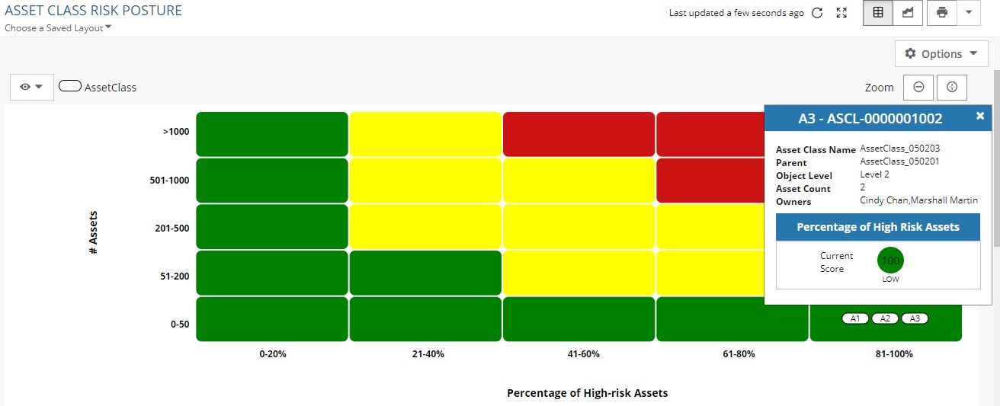 ASSET CLASS RISK POSTURE
Last updated a few seconds ago
Choose a Saved Layout
Options
AssetClass
Zoom
A3 - ASCL-0000001002
Asset Class Name AssetClass_050203
Parent AssetClass_050201
Object Level Level 2
Asset Count 2
Owners Cindy Chan,Marshall Martin
Percentage of High Risk Assets
Current
Score
100
LOW
# Assets
>1000
501-1000
201-500
51-200
0-50
A1 A2 A3
0-20% 21-40% 41-60% 61-80% 81-100%
Percentage of High-risk Assets